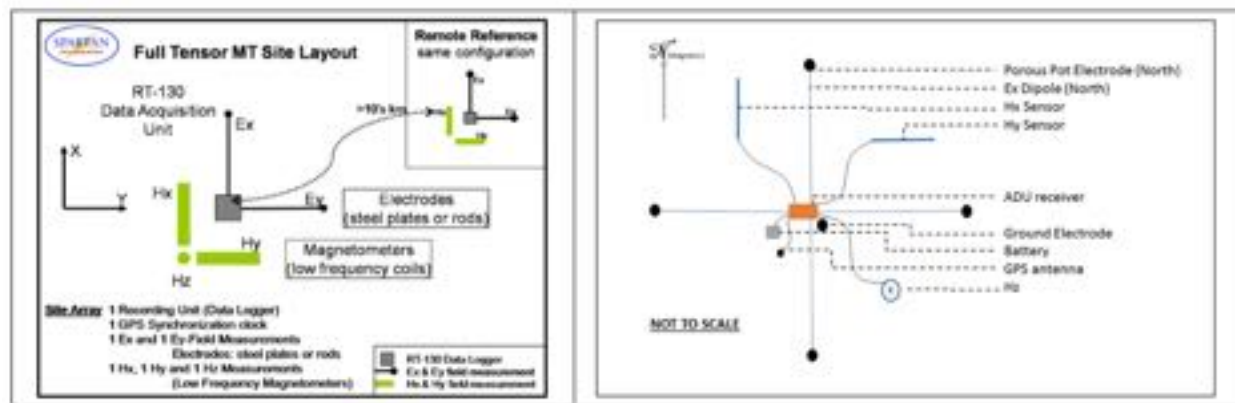 SPARTAN
Full Tensor MT Site Layout
Remote Reference
same configuration
RT-130
Data Acquisition
Unit
Ex
>10's km
X
Y
Hx
Ey
Electrodes
(steel plates or rods)
Hy
Magnetometers
(low frequency coils)
Hz
Site Array: 1 Recording Unit (Data Logger)
1 GPS Synchronization clock
1 Ex and 1 Ey-Field Measurements
Electrodes: steel plates or rods
1 Hx, 1 Hy and 1 Hz Measurements
(Low Frequency Magnetometers)
RT-130 Data Logger
Ex & Ey field measurement
Hx & Hy field measurement
Porous Pot Electrode (North)
Ex Dipole (North)
Hx Sensor
Hy Sensor
ADU receiver
Ground Electrode
Battery
GPS antenna
Hz
NOT TO SCALE